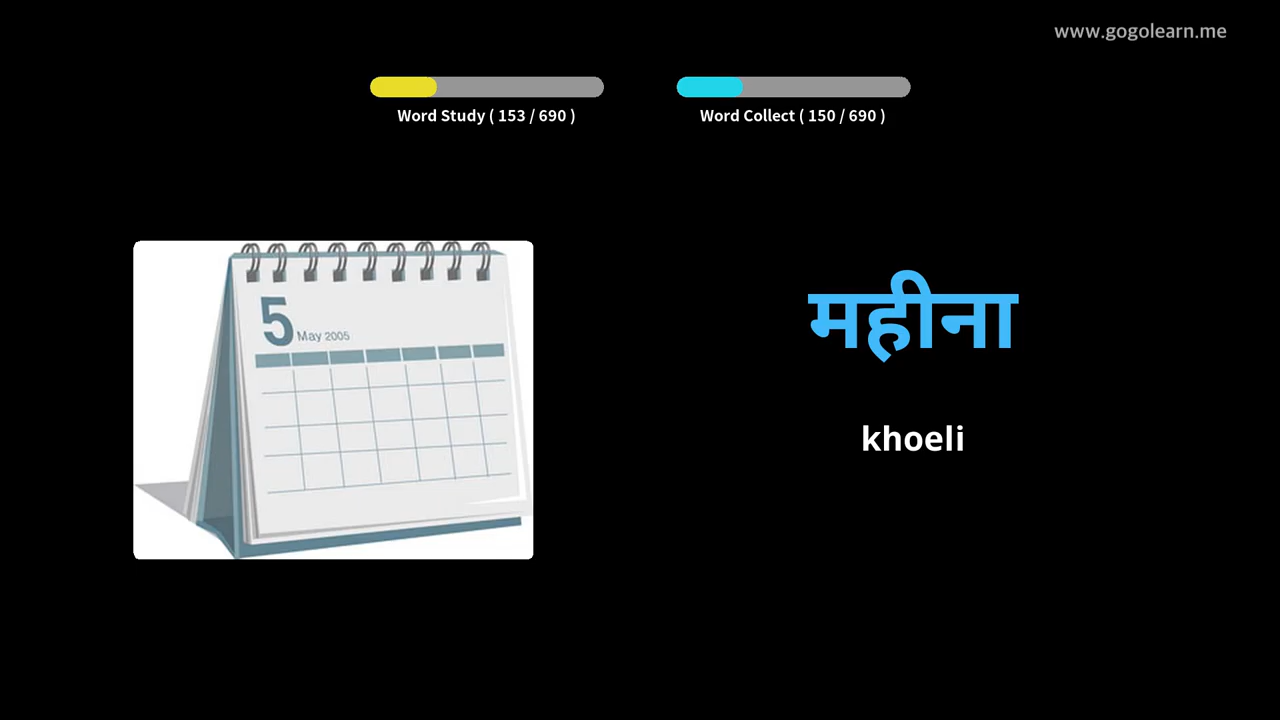 www.gogolearn.me
Word Study ( 153 / 690 )
Word Collect ( 150 / 690 )
5 May 2005
महीना
khoeli